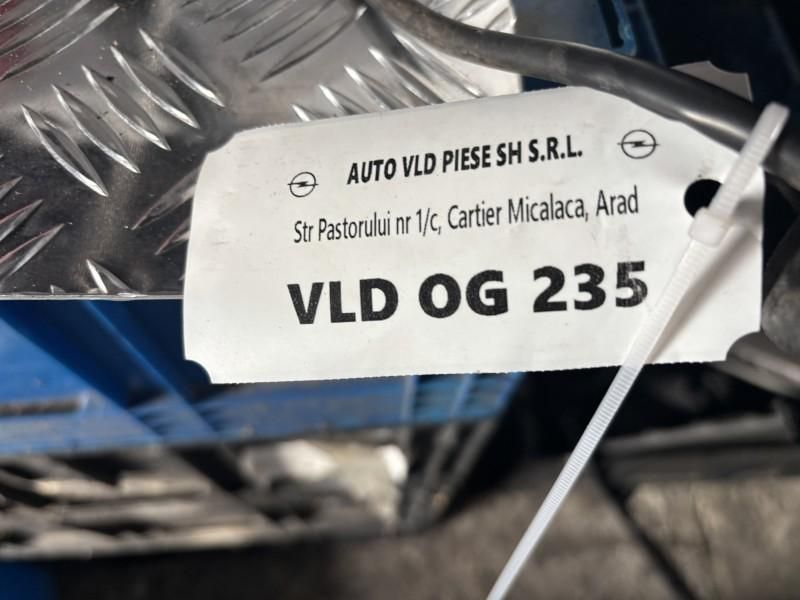 AUTO VLD PIESE SH S.R.L.
Str Pastorului nr 1/c, Cartier Micalaca, Arad
VLD OG 235